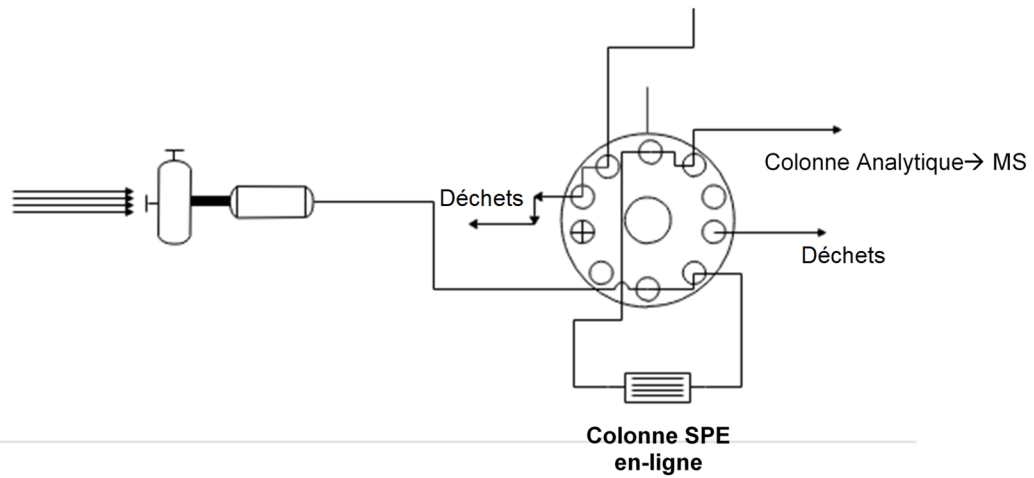 Colonne Analytique→ MS
Déchets
Déchets
Colonne SPE
en-ligne